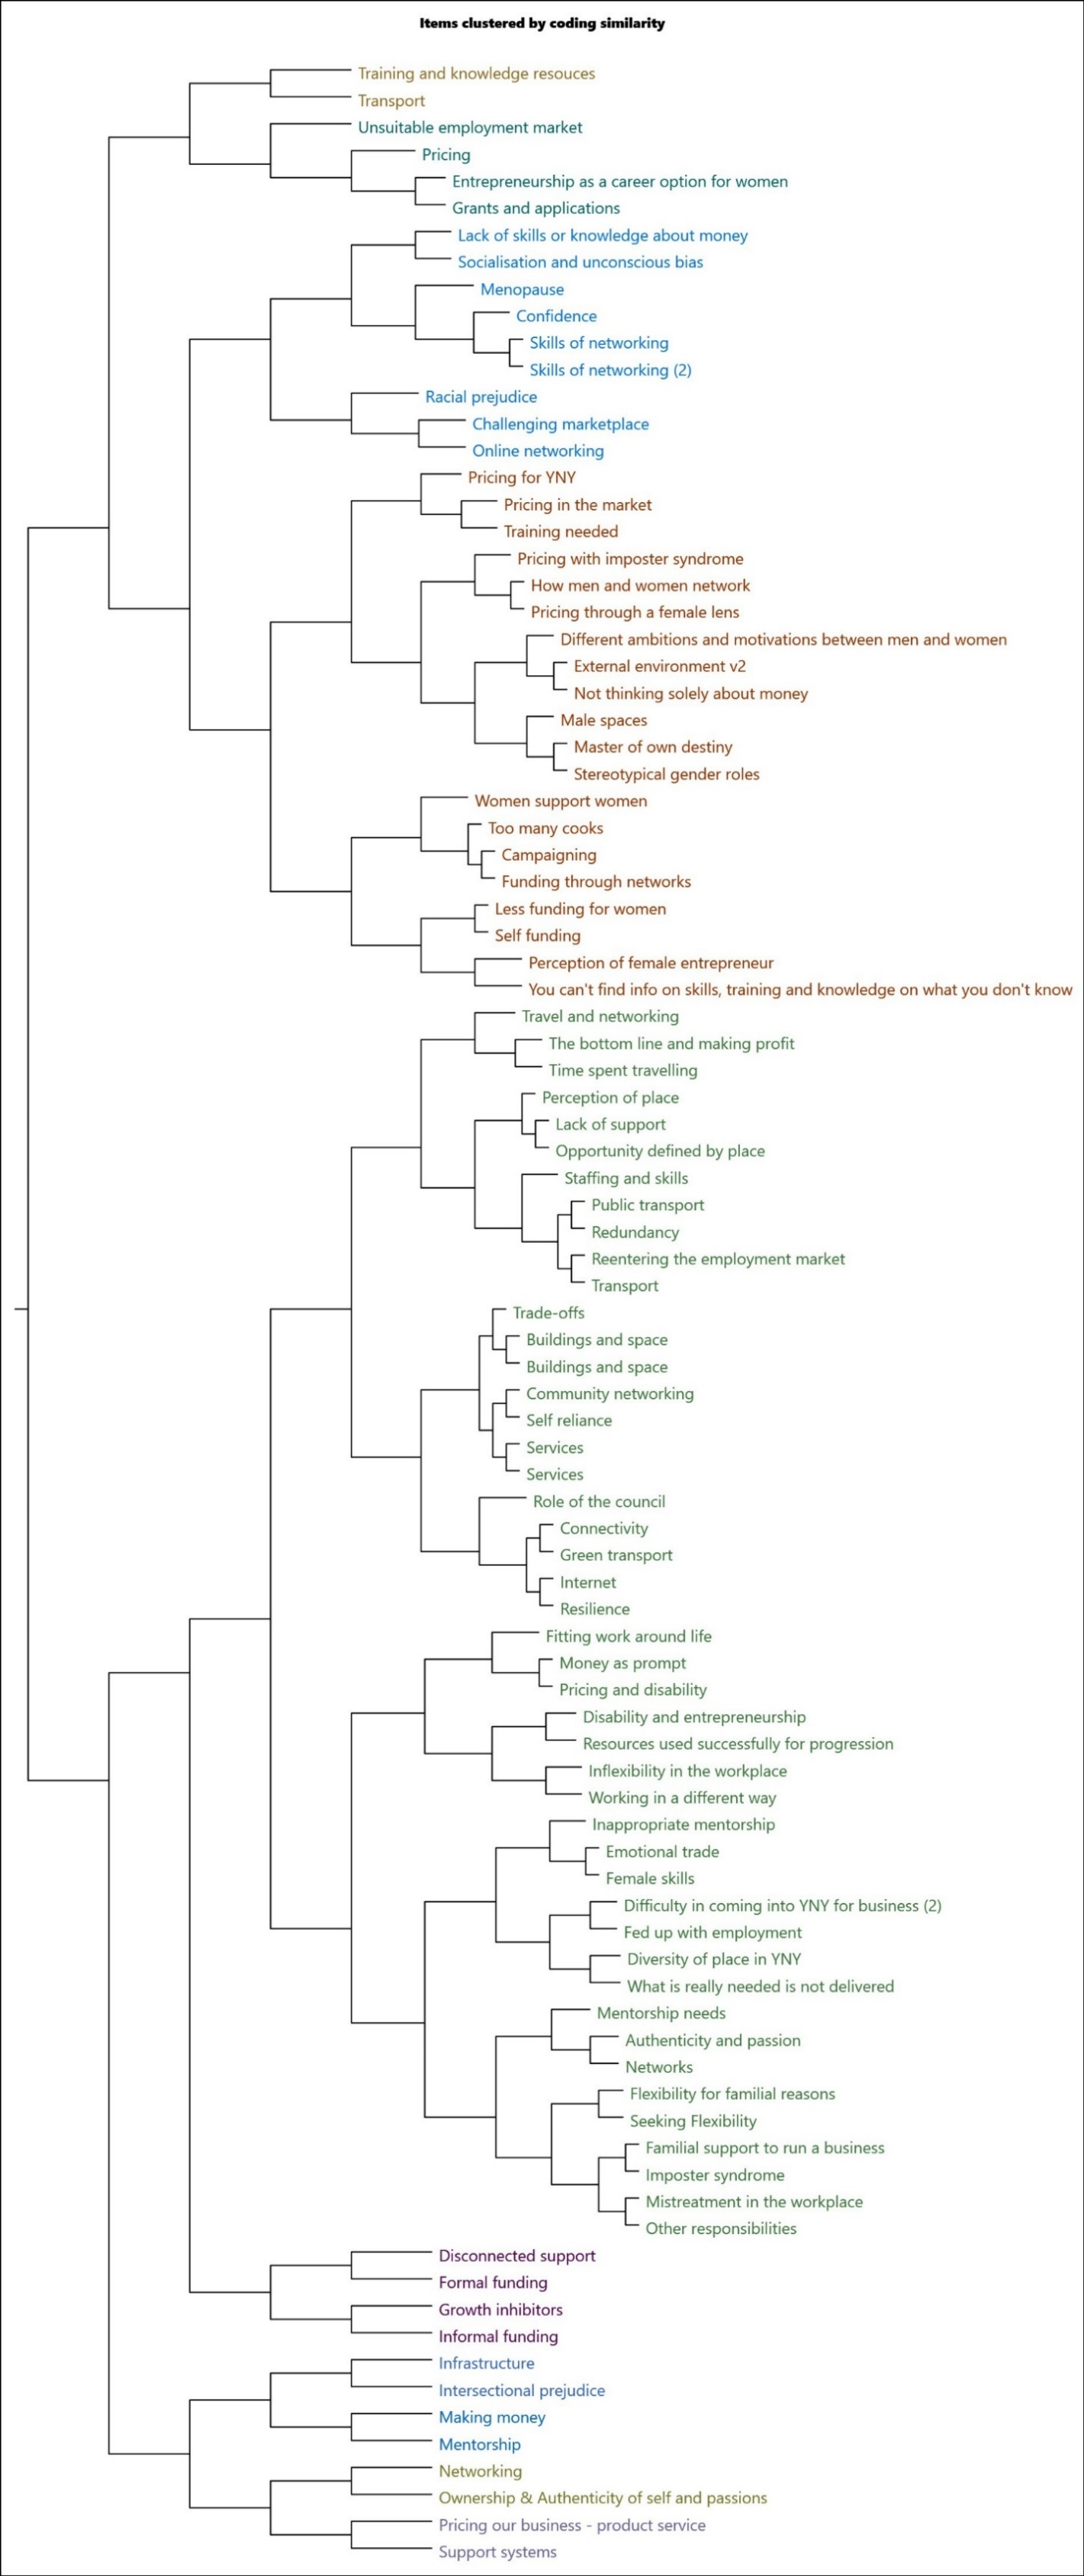 Items clustered by coding similarity
Training and knowledge resouces
Transport
Unsuitable employment market
Pricing
Entrepreneurship as a career option for women
Grants and applications
Lack of skills or knowledge about money
Socialisation and unconscious bias
Menopause
Confidence
Skills of networking
Skills of networking (2)
Racial prejudice
Challenging marketplace
Online networking
Pricing for YNY
Pricing in the market
Training needed
Pricing with imposter syndrome
How men and women network
Pricing through a female lens
Different ambitions and motivations between men and women
External environment v2
Not thinking solely about money
Male spaces
Master of own destiny
Stereotypical gender roles
Women support women
Too many cooks
Campaigning
Funding through networks
Less funding for women
Self funding
Perception of female entrepreneur
You can't find info on skills, training and knowledge on what you don't know
Travel and networking
The bottom line and making profit
Time spent travelling
Perception of place
Lack of support
Opportunity defined by place
Staffing and skills
Public transport
Redundancy
Reentering the employment market
Transport
Trade-offs
Buildings and space
Buildings and space
Community networking
Self reliance
Services
Services
Role of the council
Connectivity
Green transport
Internet
Resilience
Fitting work around life
Money as prompt
Pricing and disability
Disability and entrepreneurship
Resources used successfully for progression
Inflexibility in the workplace
Working in a different way
Inappropriate mentorship
Emotional trade
Female skills
Difficulty in coming into YNY for business (2)
Fed up with employment
Diversity of place in YNY
What is really needed is not delivered
Mentorship needs
Authenticity and passion
Networks
Flexibility for familial reasons
Seeking Flexibility
Familial support to run a business
Imposter syndrome
Mistreatment in the workplace
Other responsibilities
Disconnected support
Formal funding
Growth inhibitors
Informal funding
Infrastructure
Intersectional prejudice
Making money
Mentorship
Networking
Ownership & Authenticity of self and passions
Pricing our business - product service
Support systems